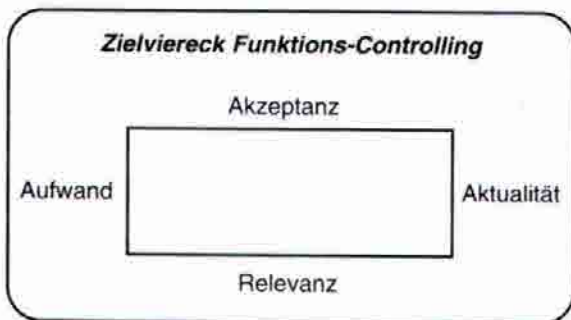 Zielviereck Funktions-Controlling
Akzeptanz
Aufwand
Aktualität
Relevanz